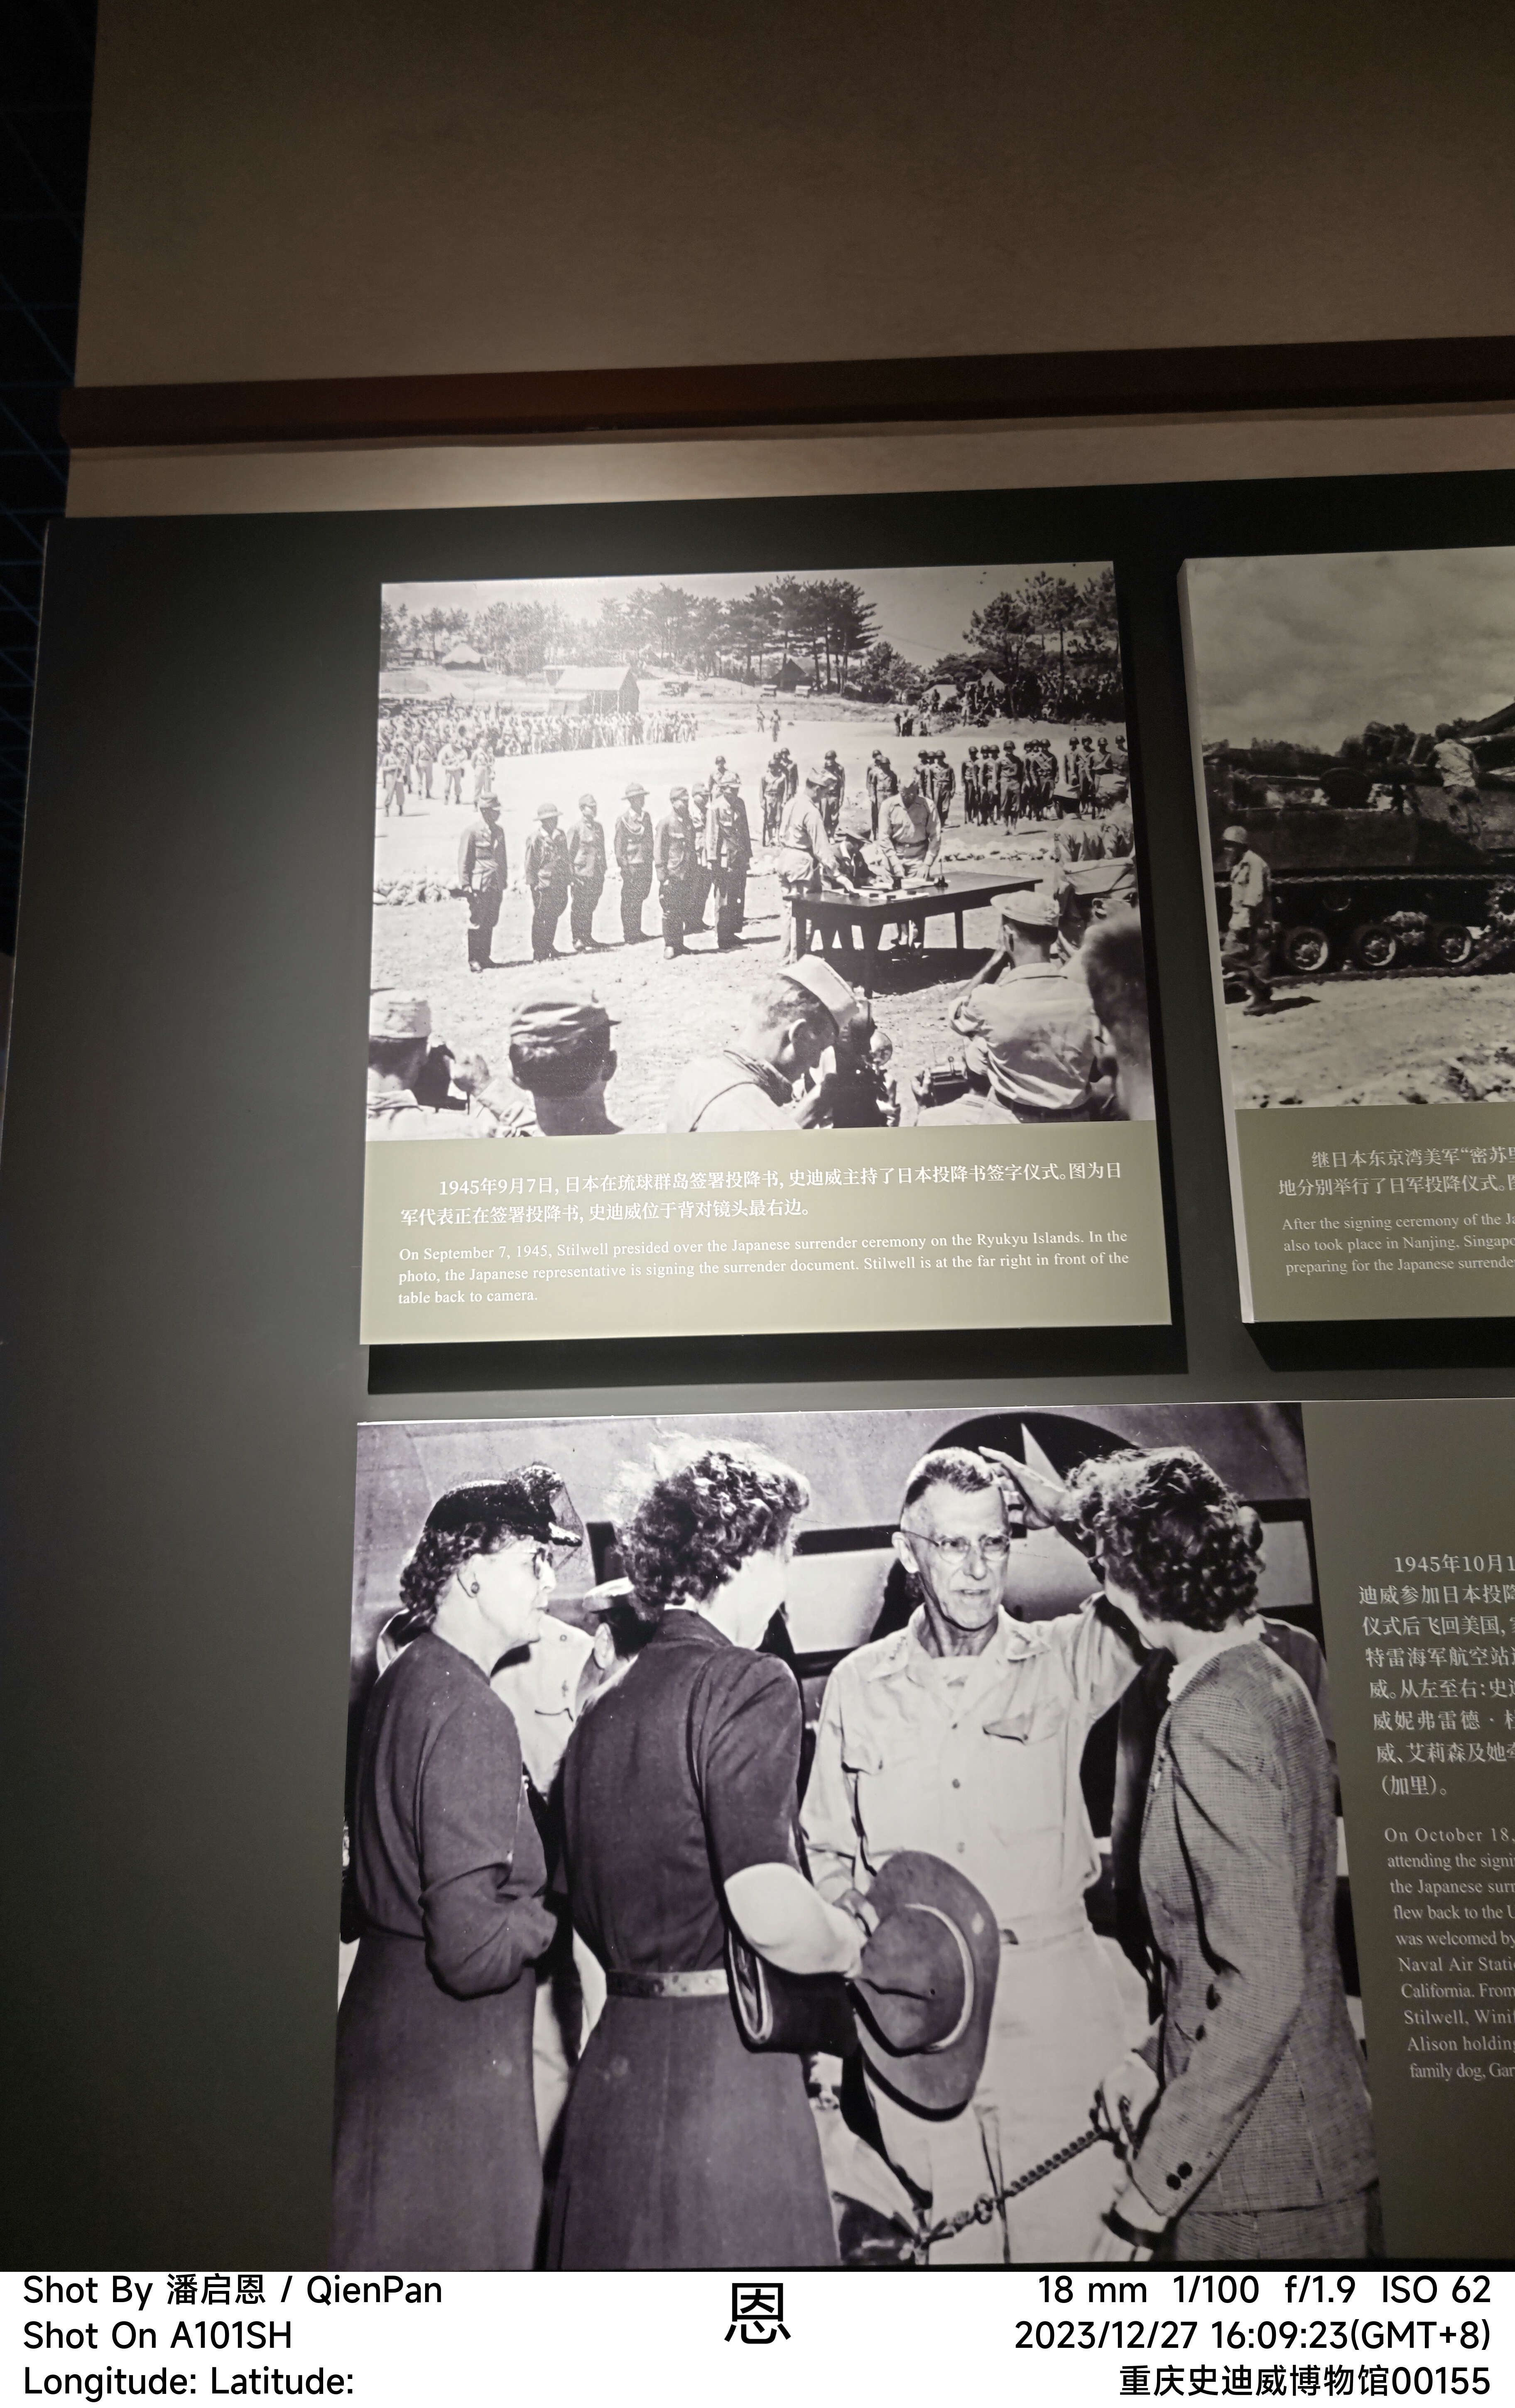 1945年9月7日，日本在琉球群岛签署投降书，史迪威主持了日本投降书签字仪式。图为日
军代表正在签署投降书，史迪威位于背对镜头最右边。
On September 7, 1945, Stilwell presided over the Japanese surrender ceremony on the Ryukyu Islands. In the
photo, the Japanese representative is signing the surrender document. Stilwell is at the far right in front of the
table back to camera.
继日本东京湾美军“密苏里
地分别举行了日军投降仪式。
After the signing ceremony of the
also took place in Nanjing,
preparing for the Japanese
1945年10月
迪威参加日本投降
仪式后飞回美国，
特雷海军航空站
威。从左至右：史
威妮弗雷德·
威、艾莉森及她
（加里）。
On October 18,
attending the
the Japanese
flew back to the
was welcomed by
Naval Air
California. From
Stilwell,
Alison holding
family dog,
Shot By 潘启恩 / QienPan
Shot On A101SH
Longitude: Latitude:
恩
18 mm 1/100 f/1.9 ISO 62
2023/12/27 16:09:23(GMT+8)
重庆史迪威博物馆00155